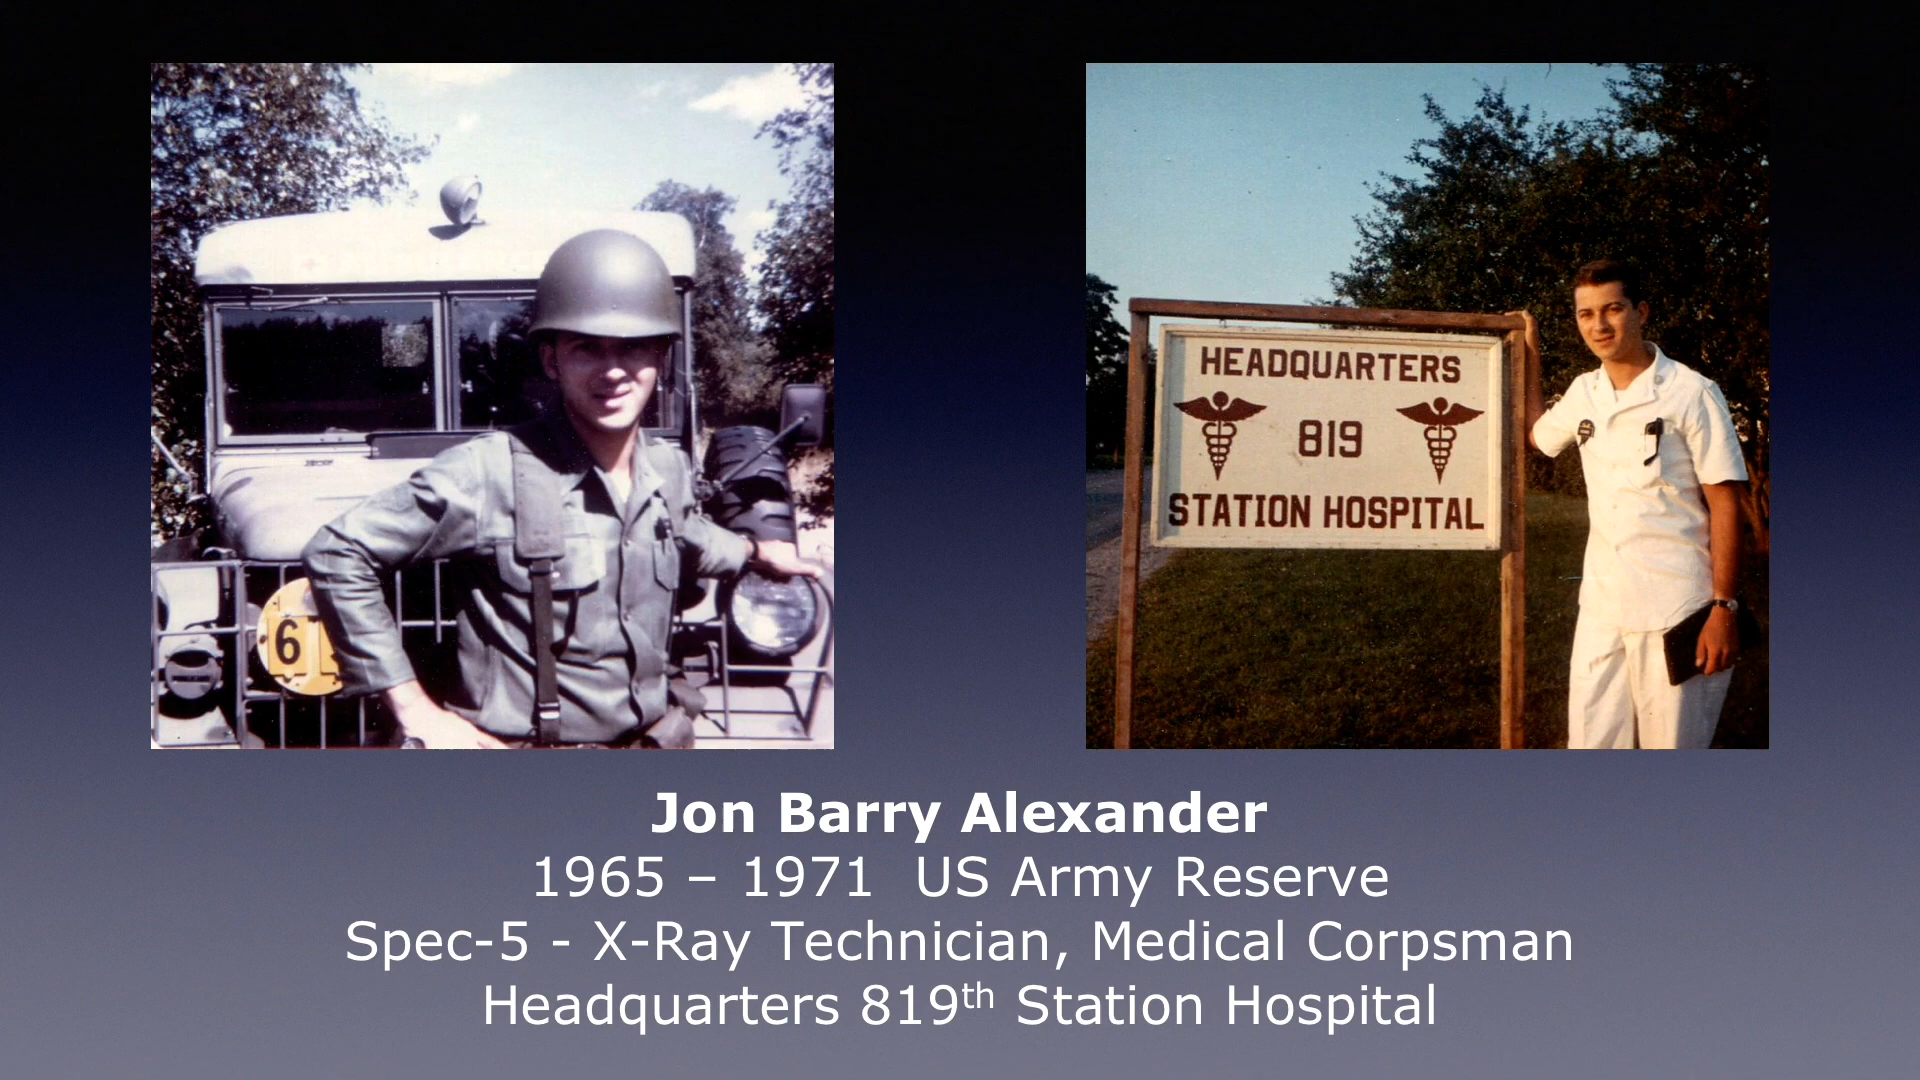 6
HEADQUARTERS
819
STATION HOSPITAL
Jon Barry Alexander
1965 – 1971 US Army Reserve
Spec-5 - X-Ray Technician, Medical Corpsman
Headquarters 819th Station Hospital